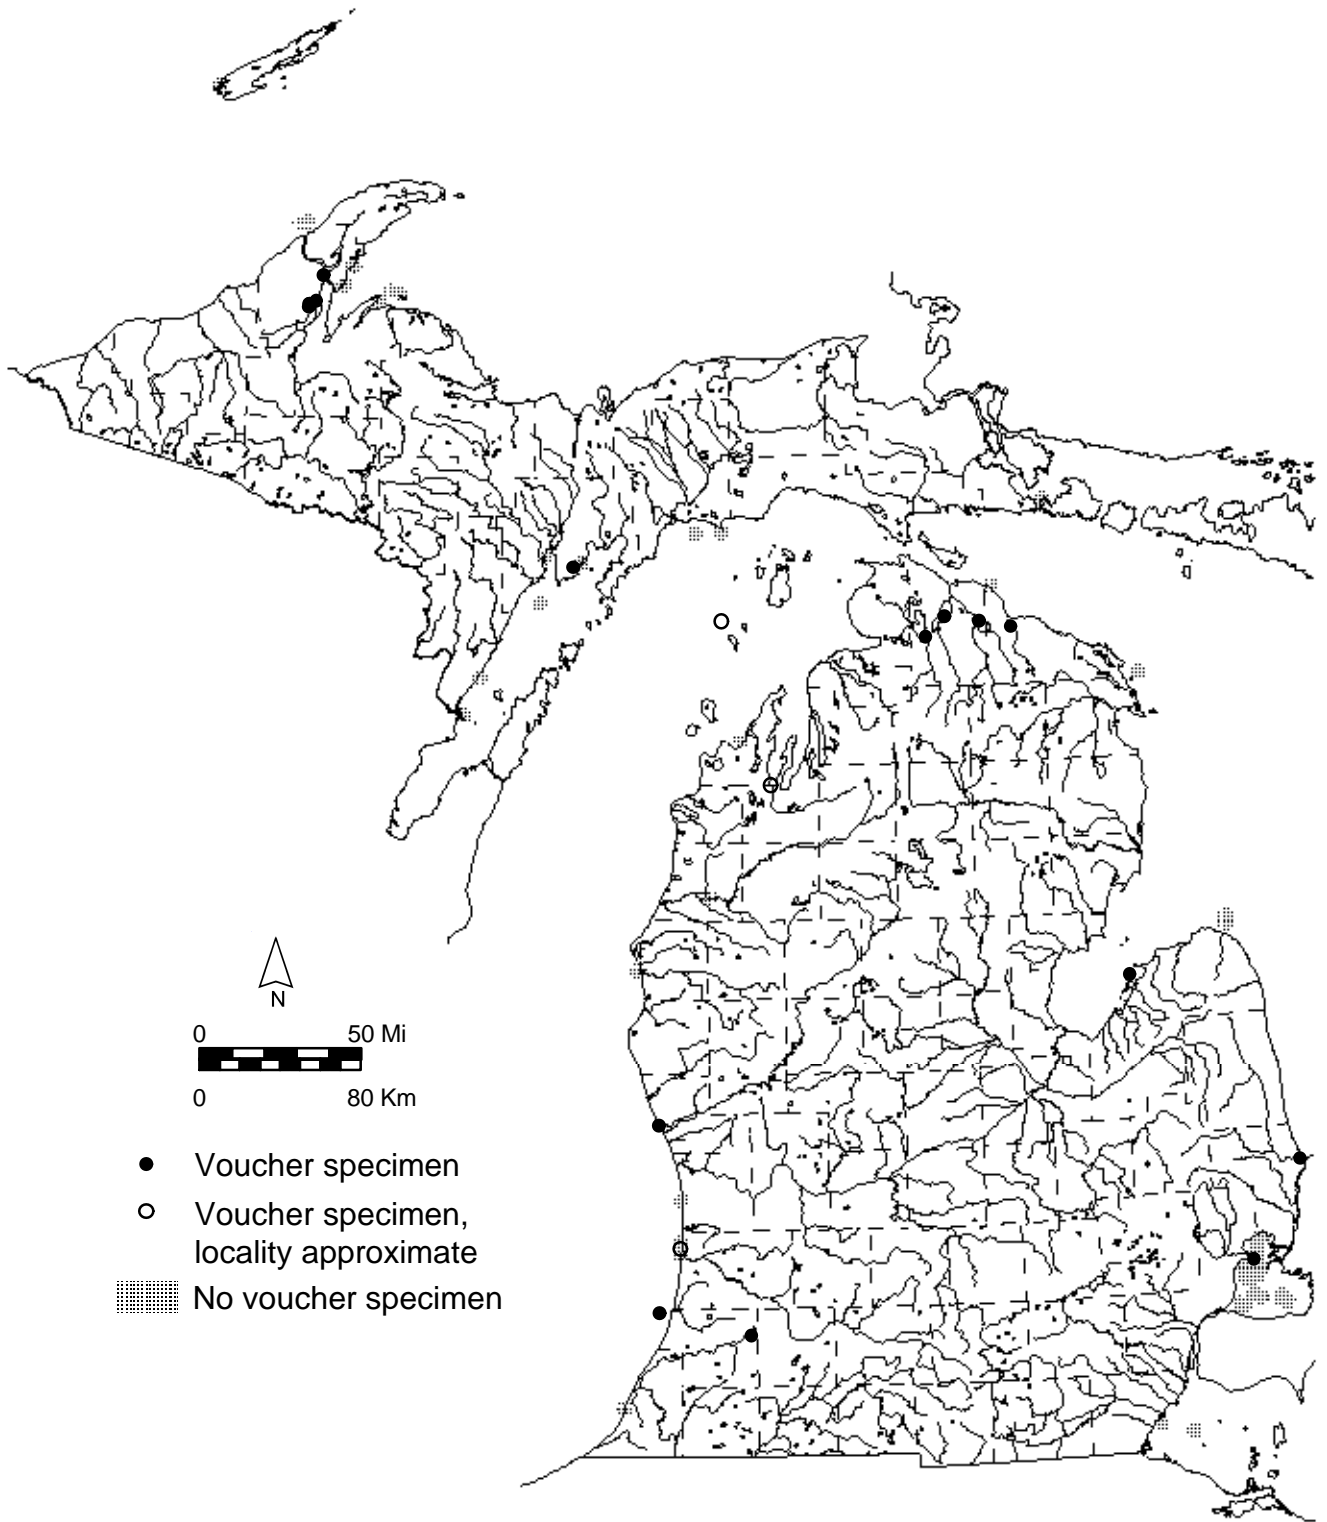 N
0 50 Mi
0 80 Km
Voucher specimen
Voucher specimen,
locality approximate
No voucher specimen